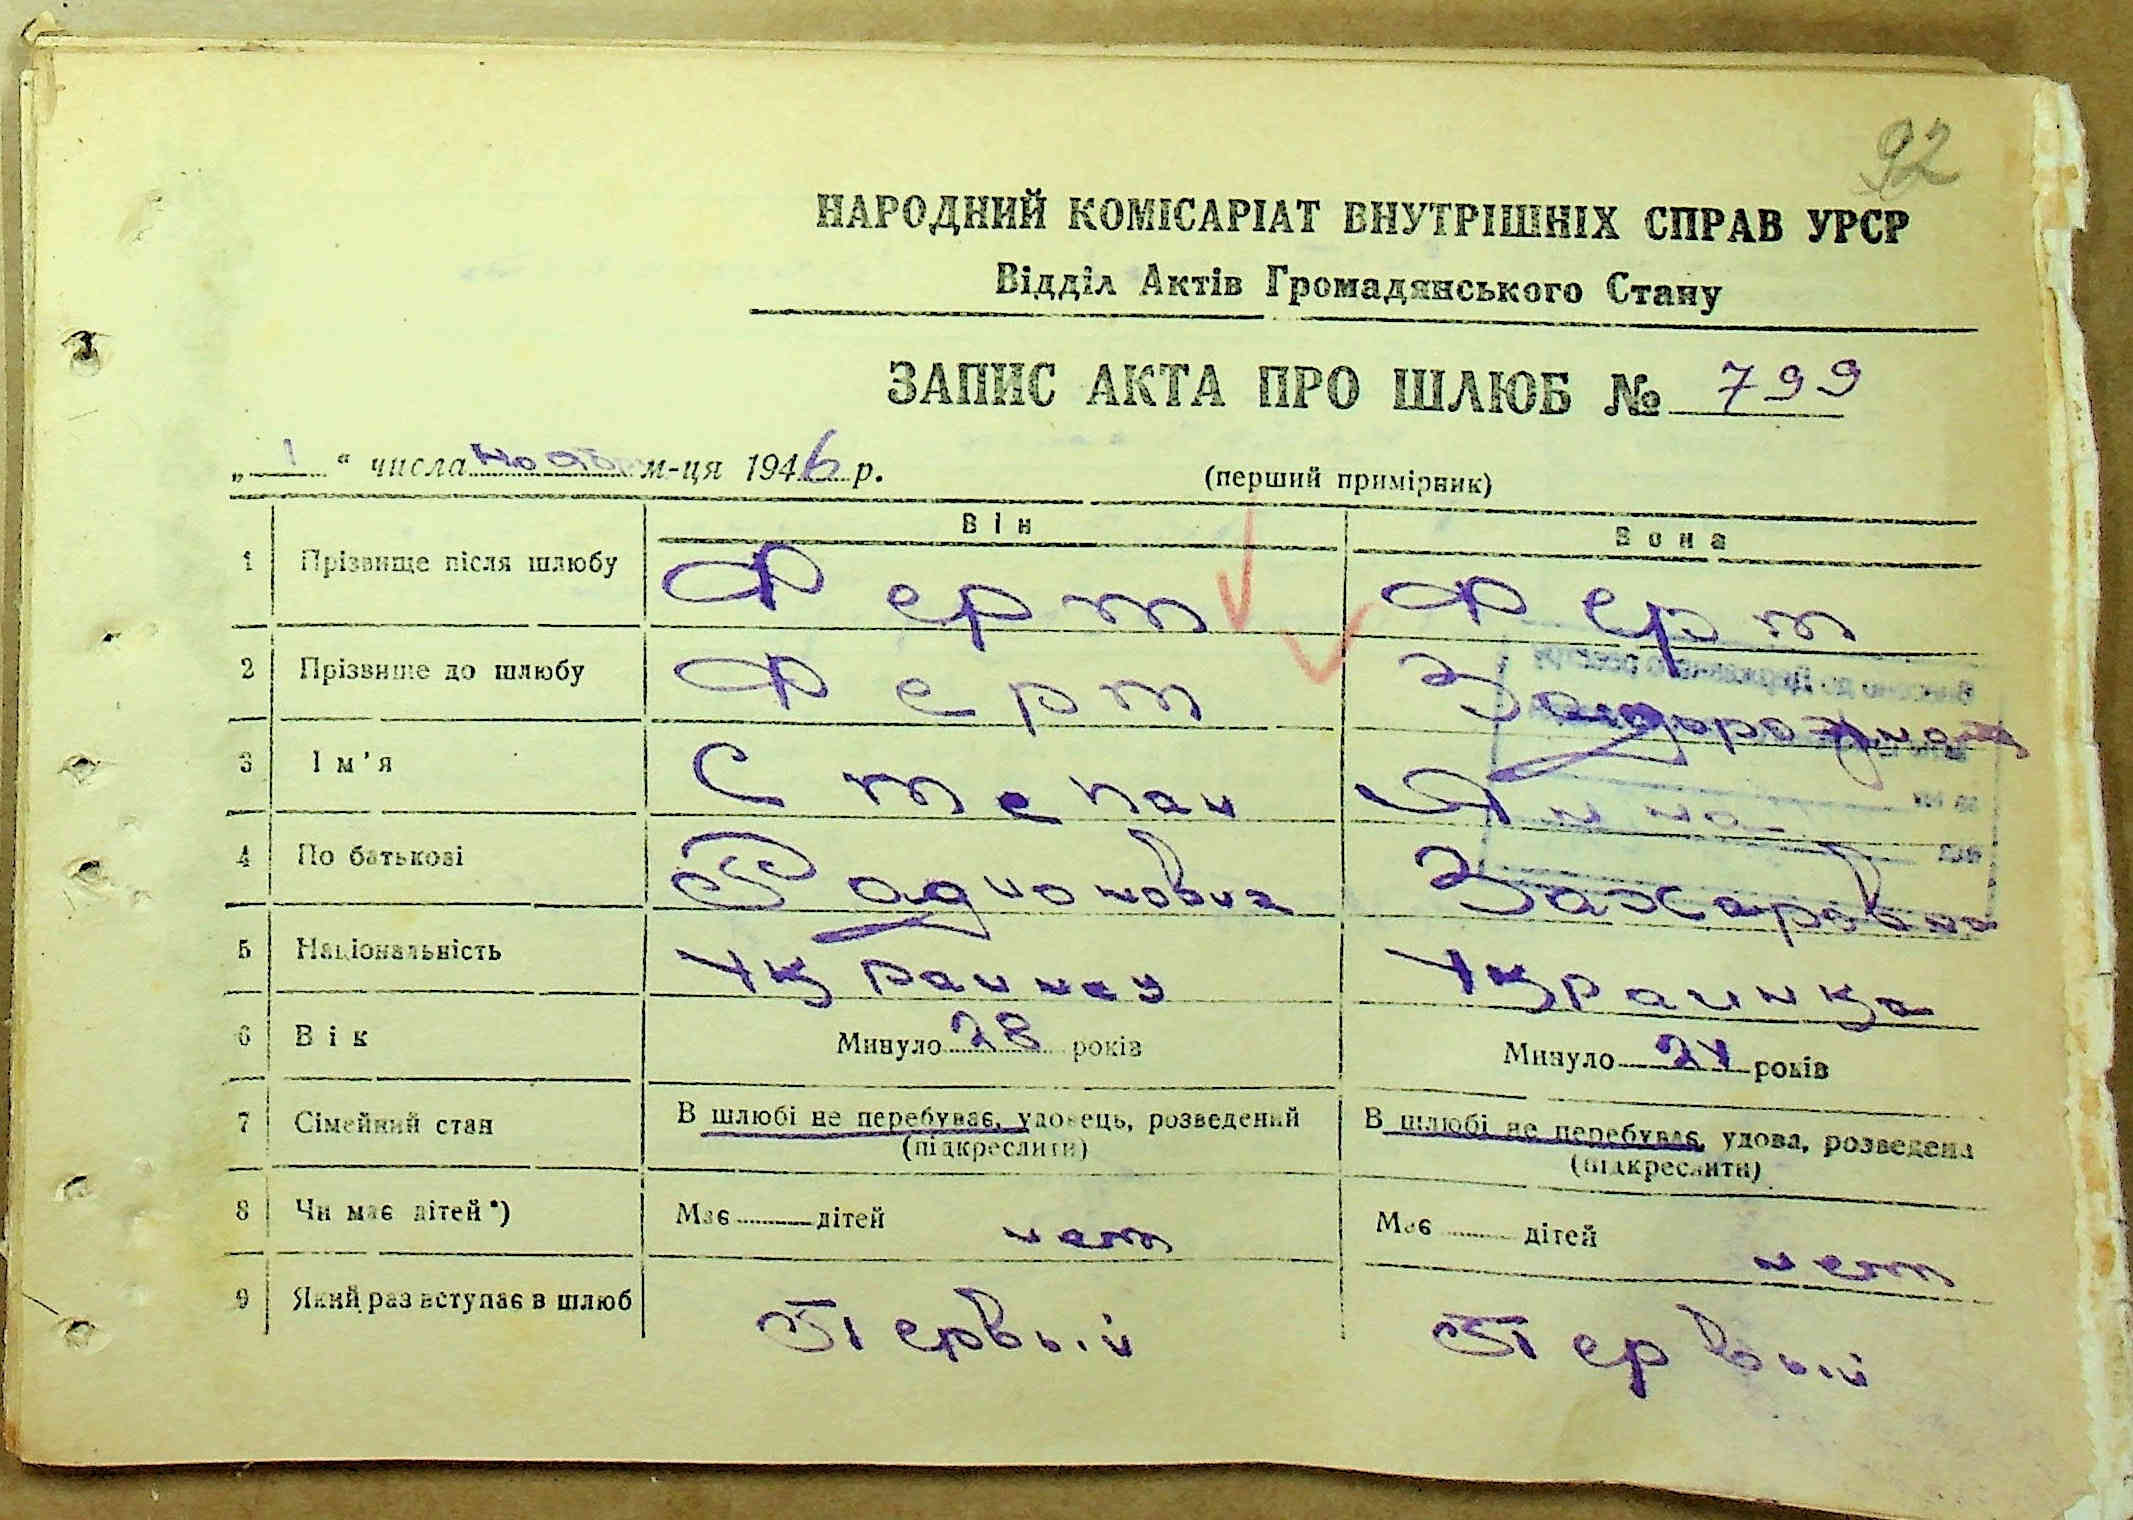 92
НАРОДНИЙ КОМІСАРІАТ ВНУТРІШНІХ СПРАВ УРСР
Відділ Актів Громадянського Стану
ЗАПИС АКТА ПРО ШЛЮБ № 799
„ 1 “ числа ноября м-ця 1946 р. (перший примірник)
Він Вона
1 Прізвище після шлюбу Ферт Ферт
2 Прізвище до шлюбу Ферт Задорожная
3 Ім'я Степан Анна
4 По батькові Радионович Захаровна
5 Національність Украинец Украинка
6 Вік Минуло 28 років Минуло 24 років
7 Сімейний стан В шлюбі не перебуває, удовець, розведений В шлюбі не перебуває, удова, розведена
(підкреслити) (підкреслити)
8 Чи має дітей*) Має дітей нет Має дітей нет
9 Який раз вступає в шлюб Первый Первый